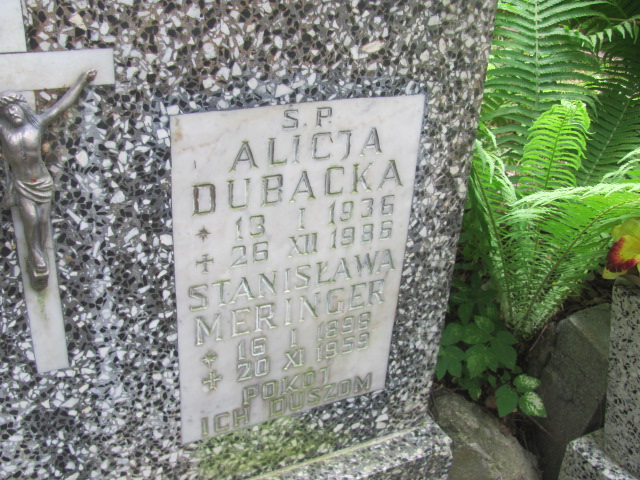 S.P.
ALICJA
DUBACKA
* 13 I 1936
+ 26 XII 1986
STANISŁAWA
MERINGER
* 16 I 1898
+ 20 XI 1959
POKÓJ
ICH DUSZOM